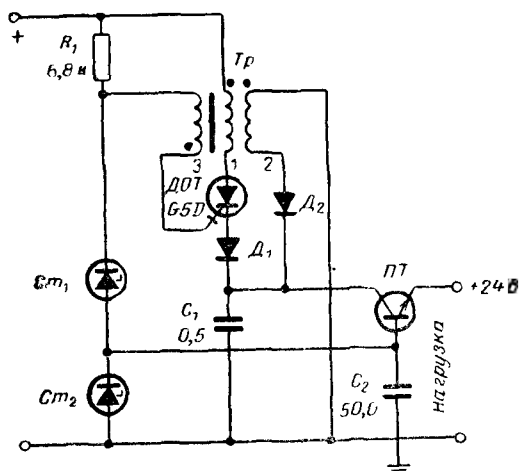 +
R₁
6,8 к
Тр
3
1
2
ДОТ
G5D
Д₁
Д₂
Ст₁
Ст₂
C₁
0,5
ПТ
+24В
C₂
50,0
нагрузка